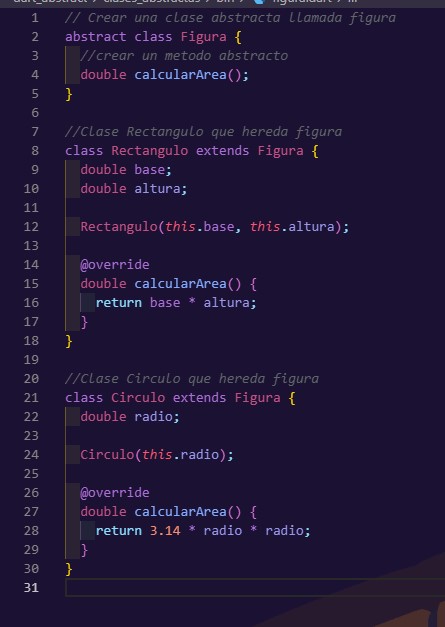 1 // Crear una clase abstracta llamada figura
2 abstract class Figura {
3 //crear un metodo abstracto
4 double calcularArea();
5 }
6
7 //Clase Rectangulo que hereda figura
8 class Rectangulo extends Figura {
9 double base;
10 double altura;
11
12 Rectangulo(this.base, this.altura);
13
14 @override
15 double calcularArea() {
16 return base * altura;
17 }
18 }
19
20 //Clase Circulo que hereda figura
21 class Circulo extends Figura {
22 double radio;
23
24 Circulo(this.radio);
25
26 @override
27 double calcularArea() {
28 return 3.14 * radio * radio;
29 }
30 }
31